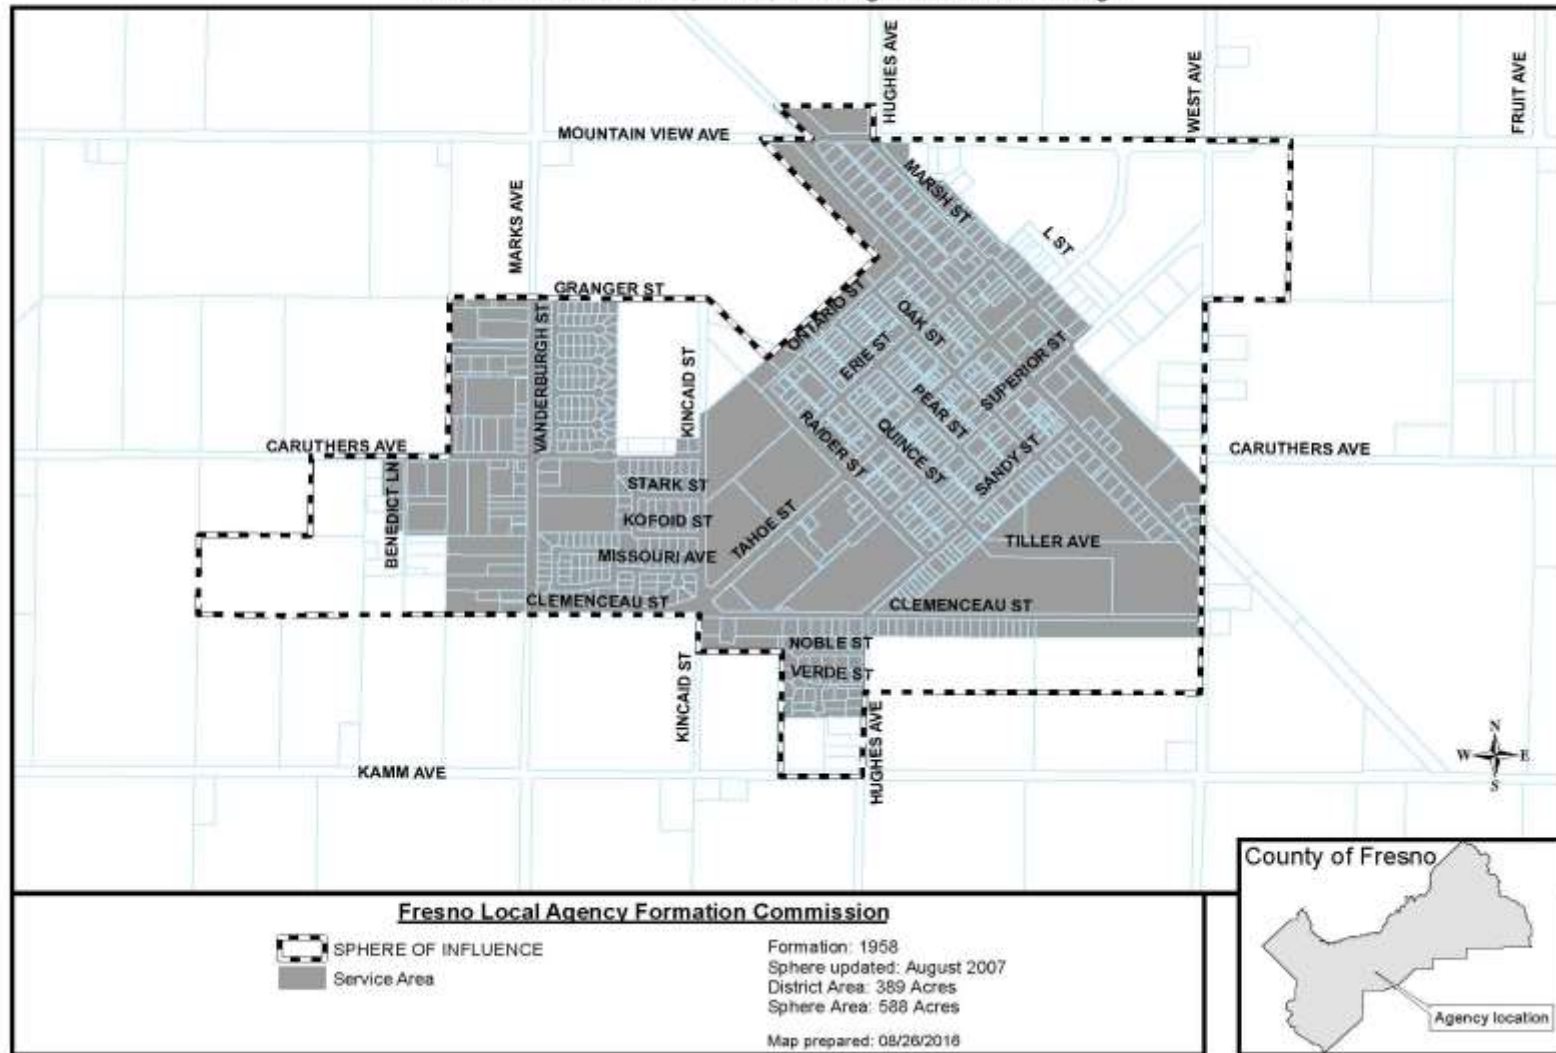 HUGHES AVE
WEST AVE
FRUIT AVE
MOUNTAIN VIEW AVE
MARSH ST
MARKS AVE
L ST
GRANGER ST
ONTARIO ST
OAK ST
VANDERBURGH ST
ERIE ST
SUPERIOR ST
KINCAID ST
PEAR ST
RAIDER ST
QUINCE ST
CARUTHERS AVE
CARUTHERS AVE
SANDY ST
BENEDICT LN
STARK ST
KOFOID ST
TAHOE ST
TILLER AVE
MISSOURI AVE
CLEMENCEAU ST
CLEMENCEAU ST
NOBLE ST
VERDE ST
KINCAID ST
HUGHES AVE
KAMM AVE
N
W E
S
County of Fresno
Agency location
Fresno Local Agency Formation Commission
SPHERE OF INFLUENCE
Service Area
Formation: 1958
Sphere updated: August 2007
District Area: 389 Acres
Sphere Area: 588 Acres
Map prepared: 08/26/2016